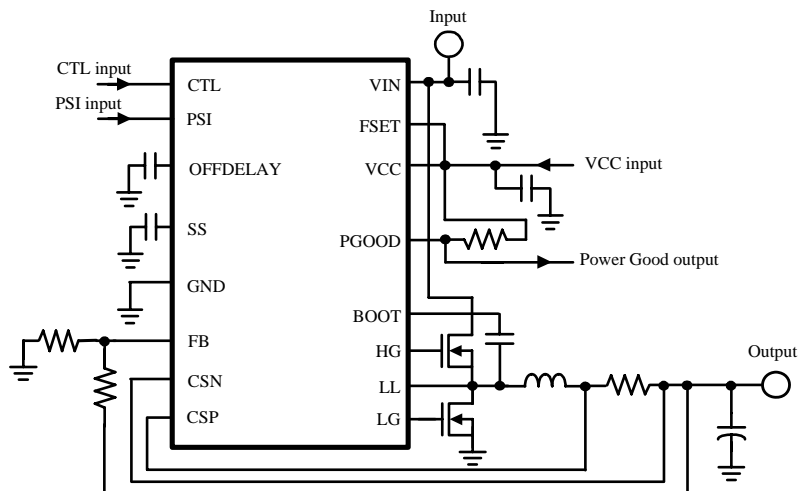 Input
CTL input
CTL
VIN
PSI input
PSI
FSET
OFFDELAY
VCC
VCC input
SS
PGOOD
Power Good output
GND
BOOT
FB
HG
Output
CSN
LL
CSP
LG